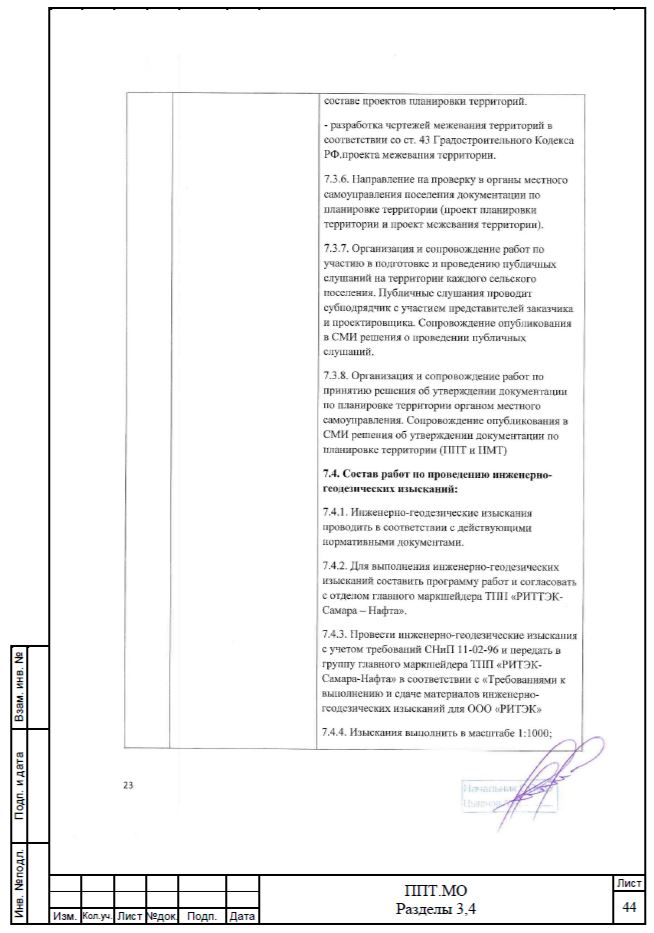 составе проектов планировки территорий.
- разработка чертежей межевания территорий в
соответствии со ст. 43 Градостроительного Кодекса
РФ.проекта межевания территории.
7.3.6. Направление на проверку в органы местного
самоуправления поселения документации по
планировке территории (проект планировки
территории и проект межевания территории).
7.3.7. Организация и сопровождение работ по
участию в подготовке и проведению публичных
слушаний на территории каждого сельского
поселения. Публичные слушания проводит
субподрядчик с участием представителей заказчика
и проектировщика. Сопровождение опубликования
в СМИ решения о проведении публичных
слушаний.
7.3.8. Организация и сопровождение работ по
принятию решения об утверждении документации
по планировке территории органом местного
самоуправления. Сопровождение опубликования в
СМИ решения об утверждении документации по
планировке территории (ППТ и ПМТ)
7.4. Состав работ по проведению инженерно-
геодезических изысканий:
7.4.1. Инженерно-геодезические изыскания
проводить в соответствии с действующими
нормативными документами.
7.4.2. Для выполнения инженерно-геодезических
изысканий составить программу работ и согласовать
с отделом главного маркшейдера ТПП «РИТТЭК-
Самара – Нафта».
7.4.3. Провести инженерно-геодезические изыскания
с учетом требований СНиП 11-02-96 и передать в
группу главного маркшейдера ТПП «РИТЭК-
Самара-Нафта» в соответствии с «Требованиями к
выполнению и сдаче материалов инженерно-
геодезических изысканий для ООО «РИТЭК»
7.4.4. Изыскания выполнить в масштабе 1:1000;
23
Начальник
Взам. инв. №
Подп. и дата
Инв. №подл.
Изм. Кол.уч. Лист №док. Подп. Дата
ППТ.МО
Разделы 3,4
Лист
44